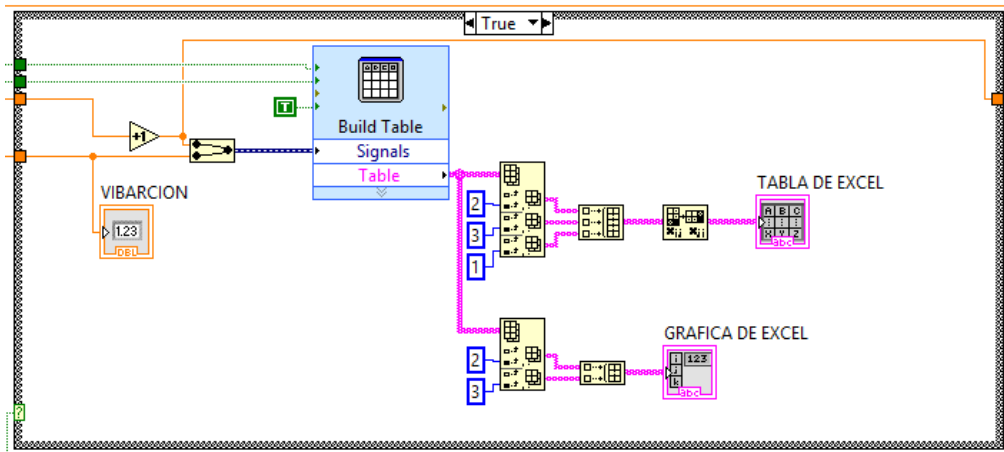 True
T
+1
A B C D
Build Table
Signals
Table
VIBARCION
1.23
DBL
2
3
1
TABLA DE EXCEL
A B C
X Y Z
abc
GRAFICA DE EXCEL
2
3
i 123
j
k
abc
?